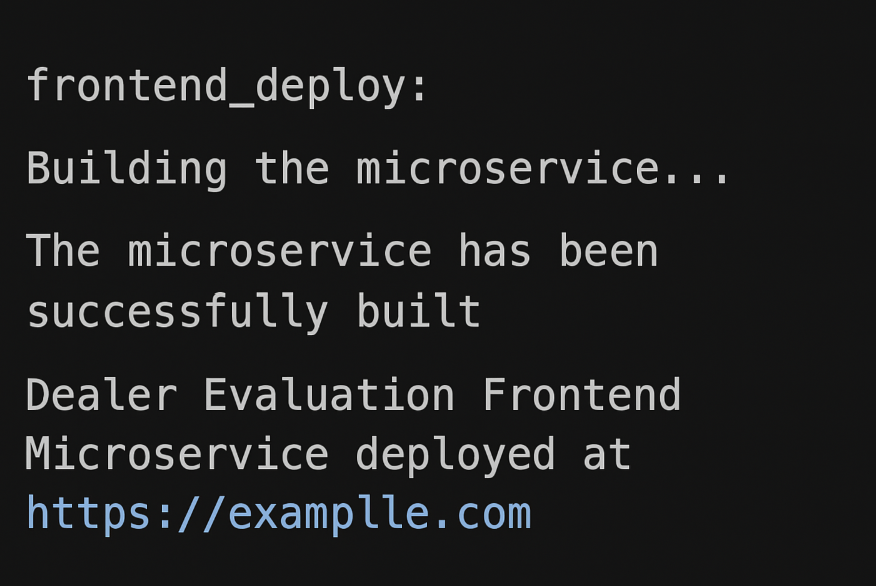 frontend_deploy:
Building the microservice...
The microservice has been
successfully built
Dealer Evaluation Frontend
Microservice deployed at
https://examplle.com